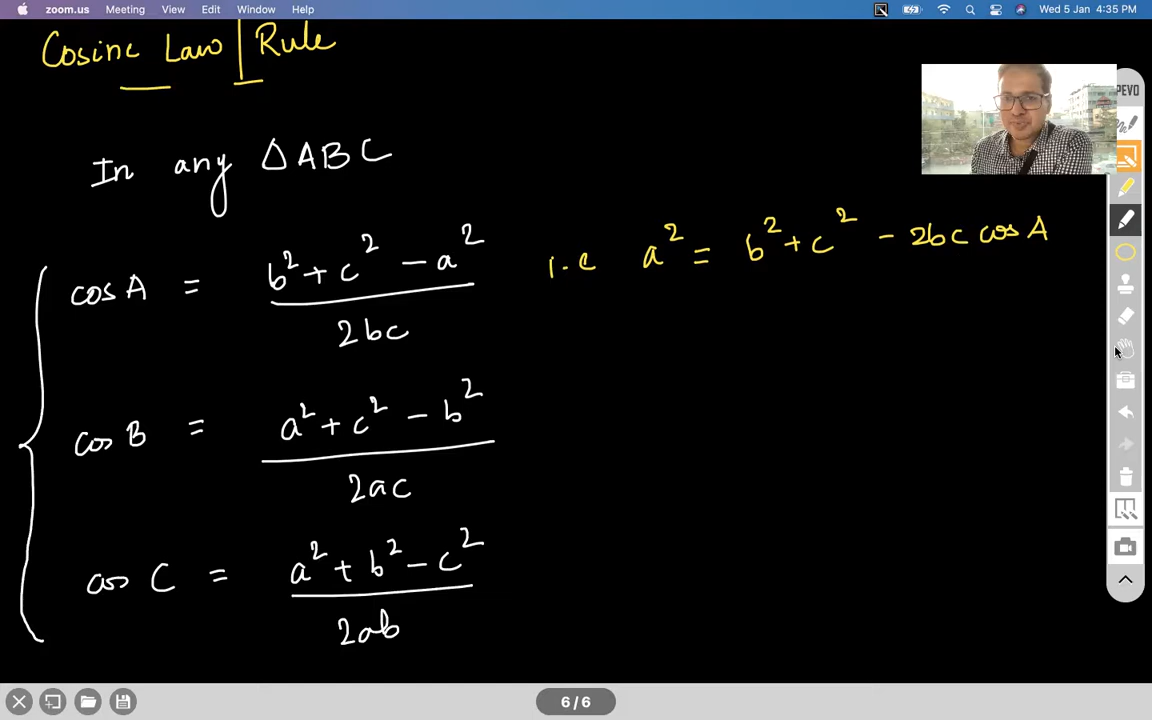 zoom.us Meeting View Edit Window Help Wed 5 Jan 4:35 PM
Cosine Law | Rule
PEVO
In any △ABC
cos A = b² + c² - a² / 2bc i.e a² = b² + c² - 2bc cos A
cos B = a² + c² - b² / 2ac
cos C = a² + b² - c² / 2ab
6 / 6